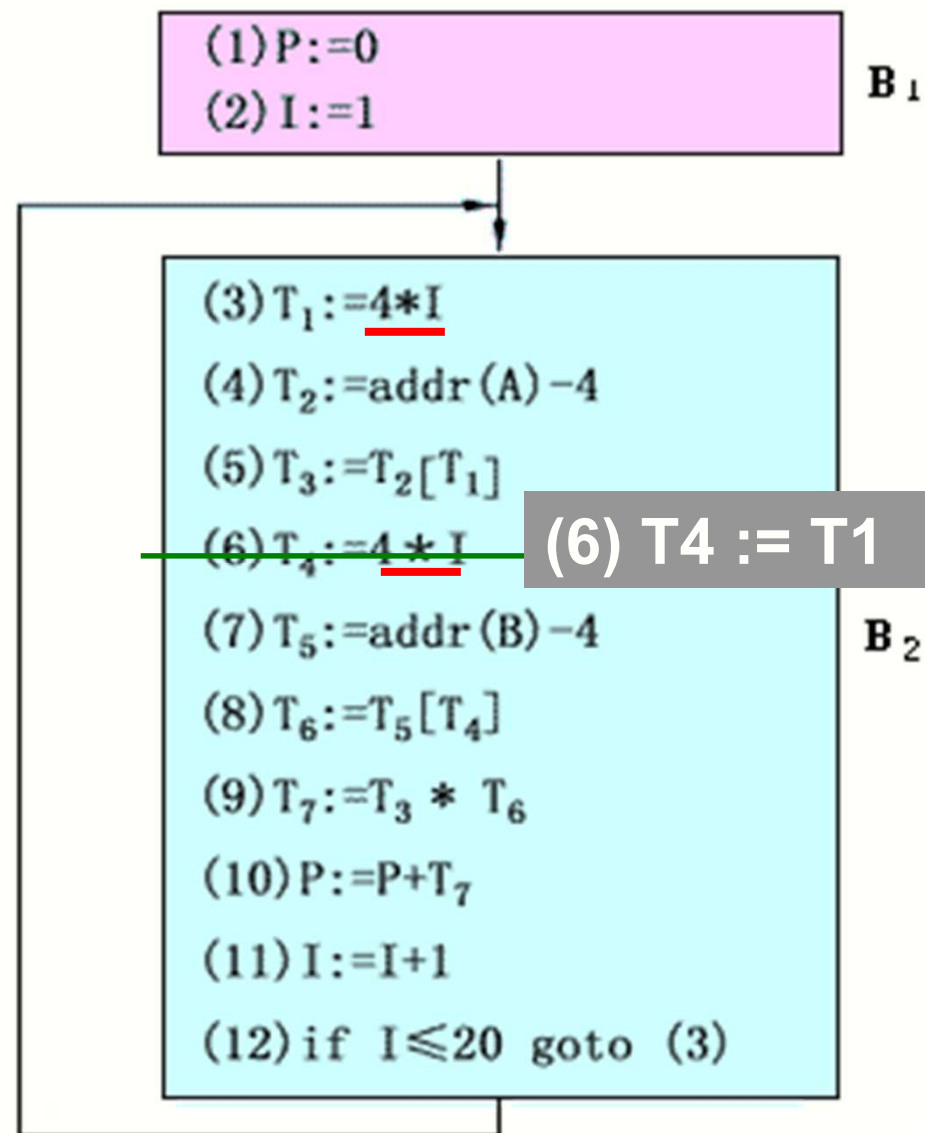 (1) P:=0
(2) I:=1
B₁
(3) T₁:=4*I
(4) T₂:=addr(A)-4
(5) T₃:=T₂[T₁]
(6) T₄:=4 * I
(6) T4 := T1
(7) T₅:=addr(B)-4
B₂
(8) T₆:=T₅[T₄]
(9) T₇:=T₃ * T₆
(10) P:=P+T₇
(11) I:=I+1
(12) if I≤20 goto (3)